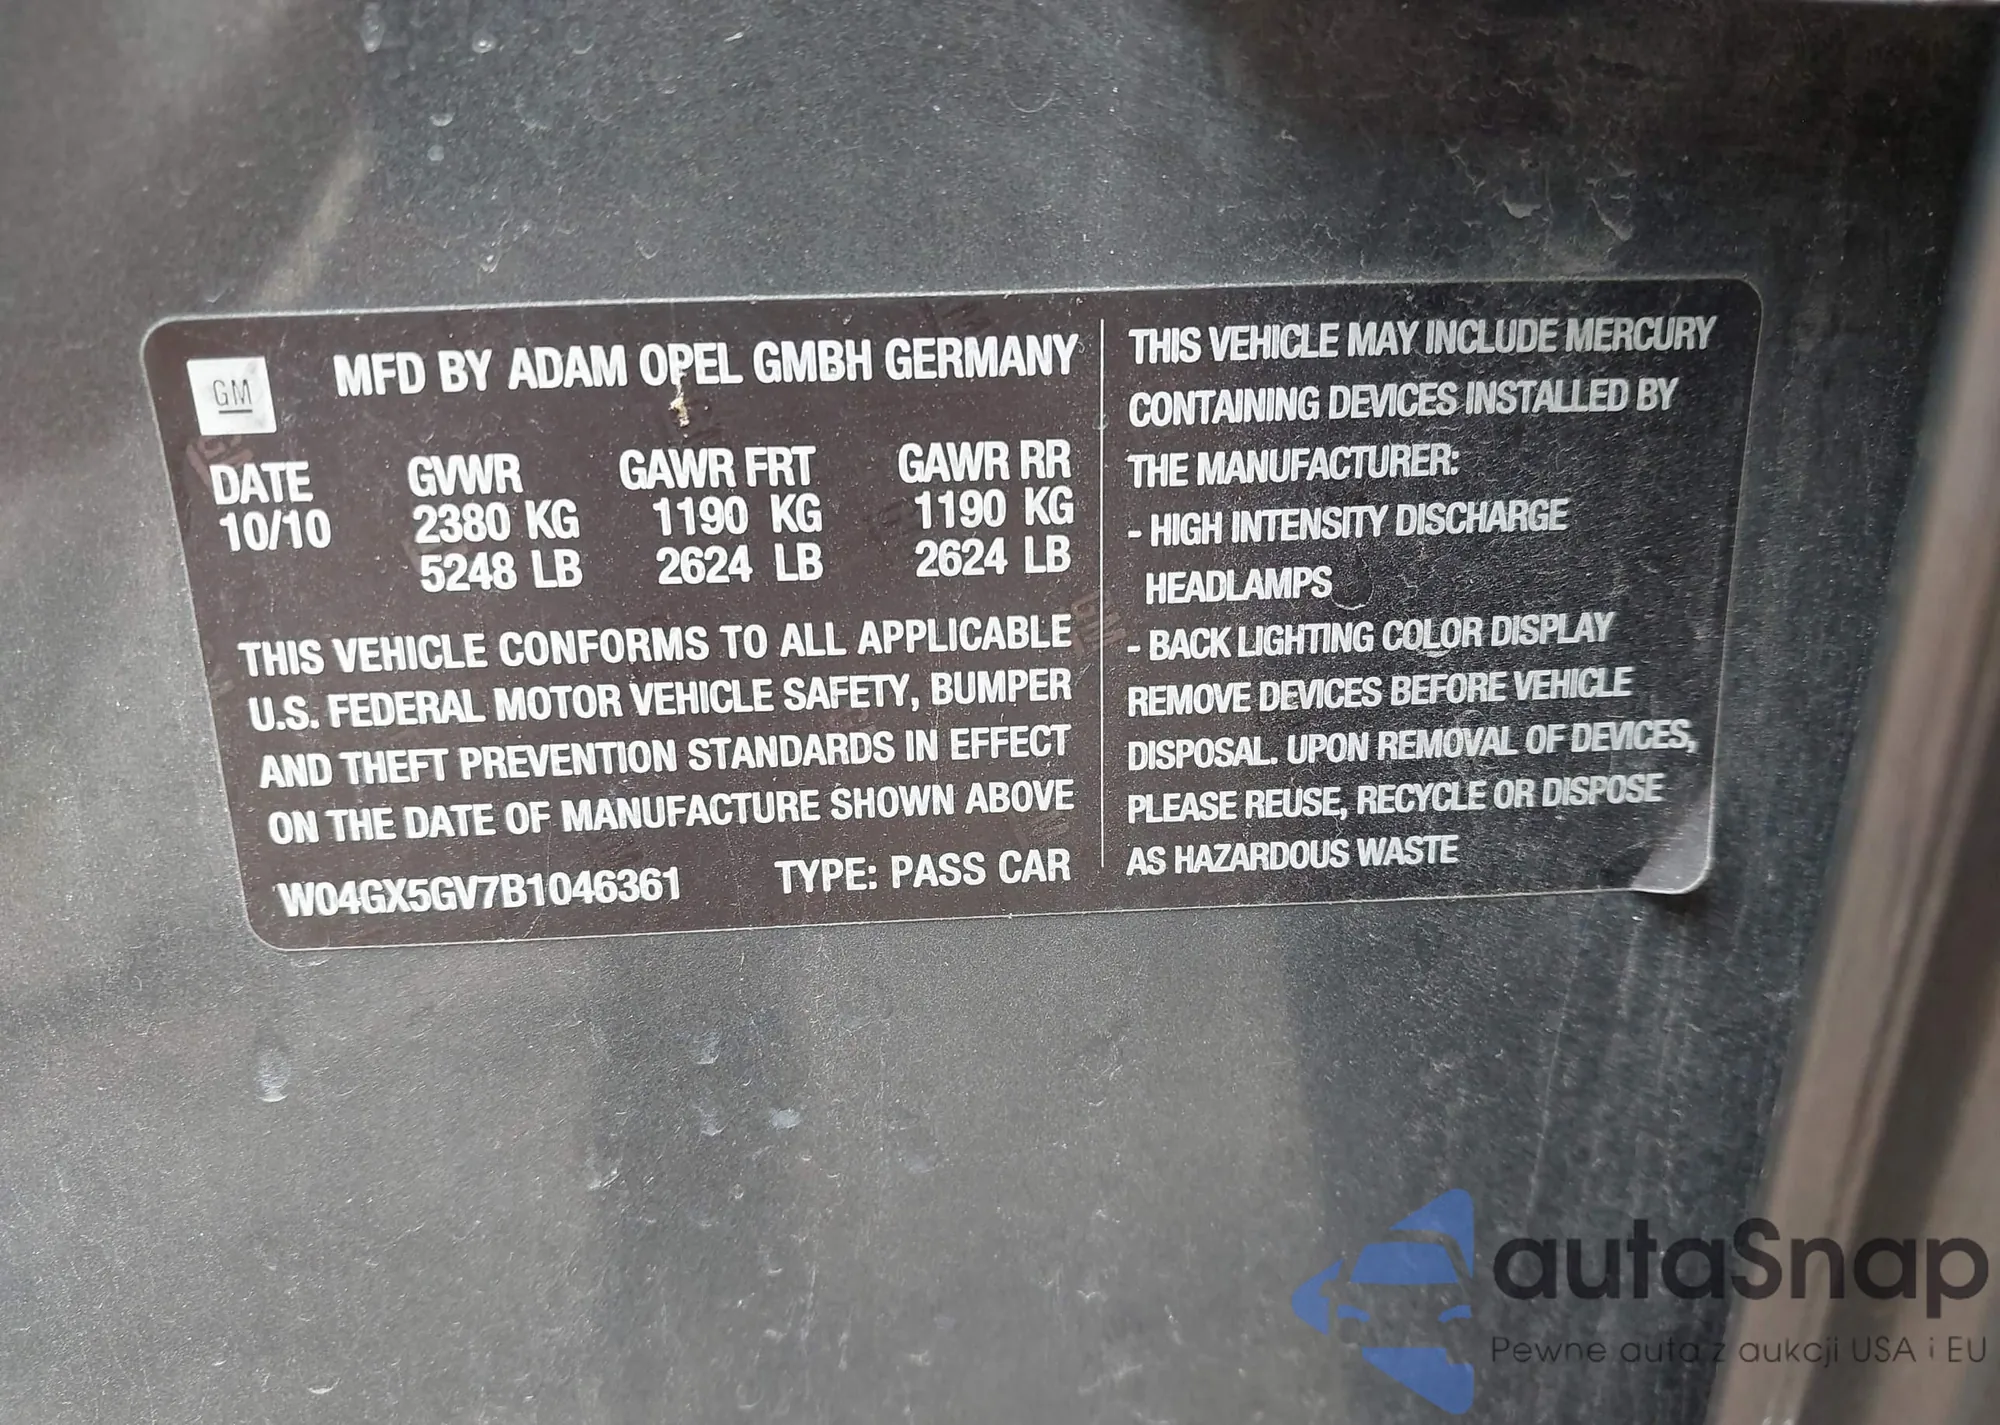 GM
MFD BY ADAM OPEL GMBH GERMANY
DATE GVWR GAWR FRT GAWR RR
10/10 2380 KG 1190 KG 1190 KG
5248 LB 2624 LB 2624 LB
THIS VEHICLE CONFORMS TO ALL APPLICABLE
U.S. FEDERAL MOTOR VEHICLE SAFETY, BUMPER
AND THEFT PREVENTION STANDARDS IN EFFECT
ON THE DATE OF MANUFACTURE SHOWN ABOVE
W04GX5GV7B1046361 TYPE: PASS CAR
THIS VEHICLE MAY INCLUDE MERCURY
CONTAINING DEVICES INSTALLED BY
THE MANUFACTURER:
- HIGH INTENSITY DISCHARGE
HEADLAMPS
- BACK LIGHTING COLOR DISPLAY
REMOVE DEVICES BEFORE VEHICLE
DISPOSAL. UPON REMOVAL OF DEVICES,
PLEASE REUSE, RECYCLE OR DISPOSE
AS HAZARDOUS WASTE
autaSnap
Pewne auta z aukcji USA i EU